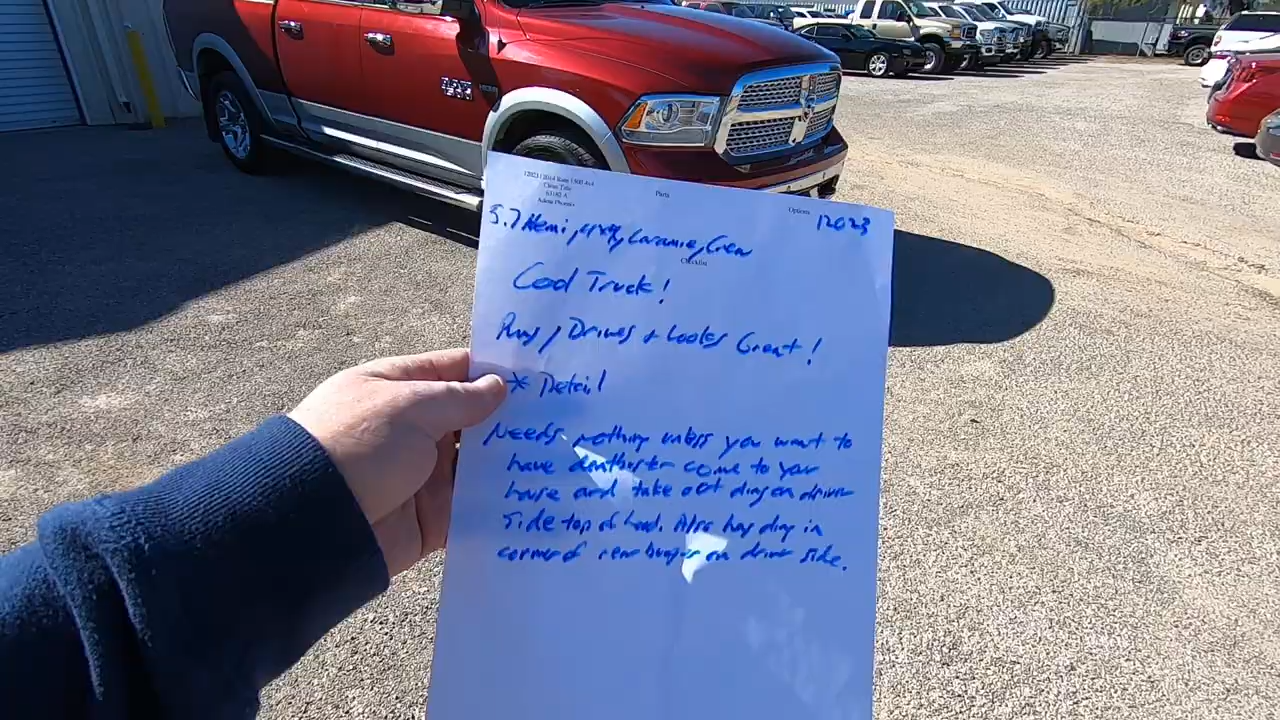 RAM
1500
HEMI
12023 | 2014 Ram 1500 4x4
Clean Title
Parts
Options
12023
5.7 Hemi, 4x4, Laramie, Crew
Checklist
Cool Truck!
Runs, Drives + Looks Great!
* Detail
Needs nothing unless you want to
have dentbuster come to your
house and take out ding on driver
side top of hood. Also has ding in
corner of rear bumper on driver side.